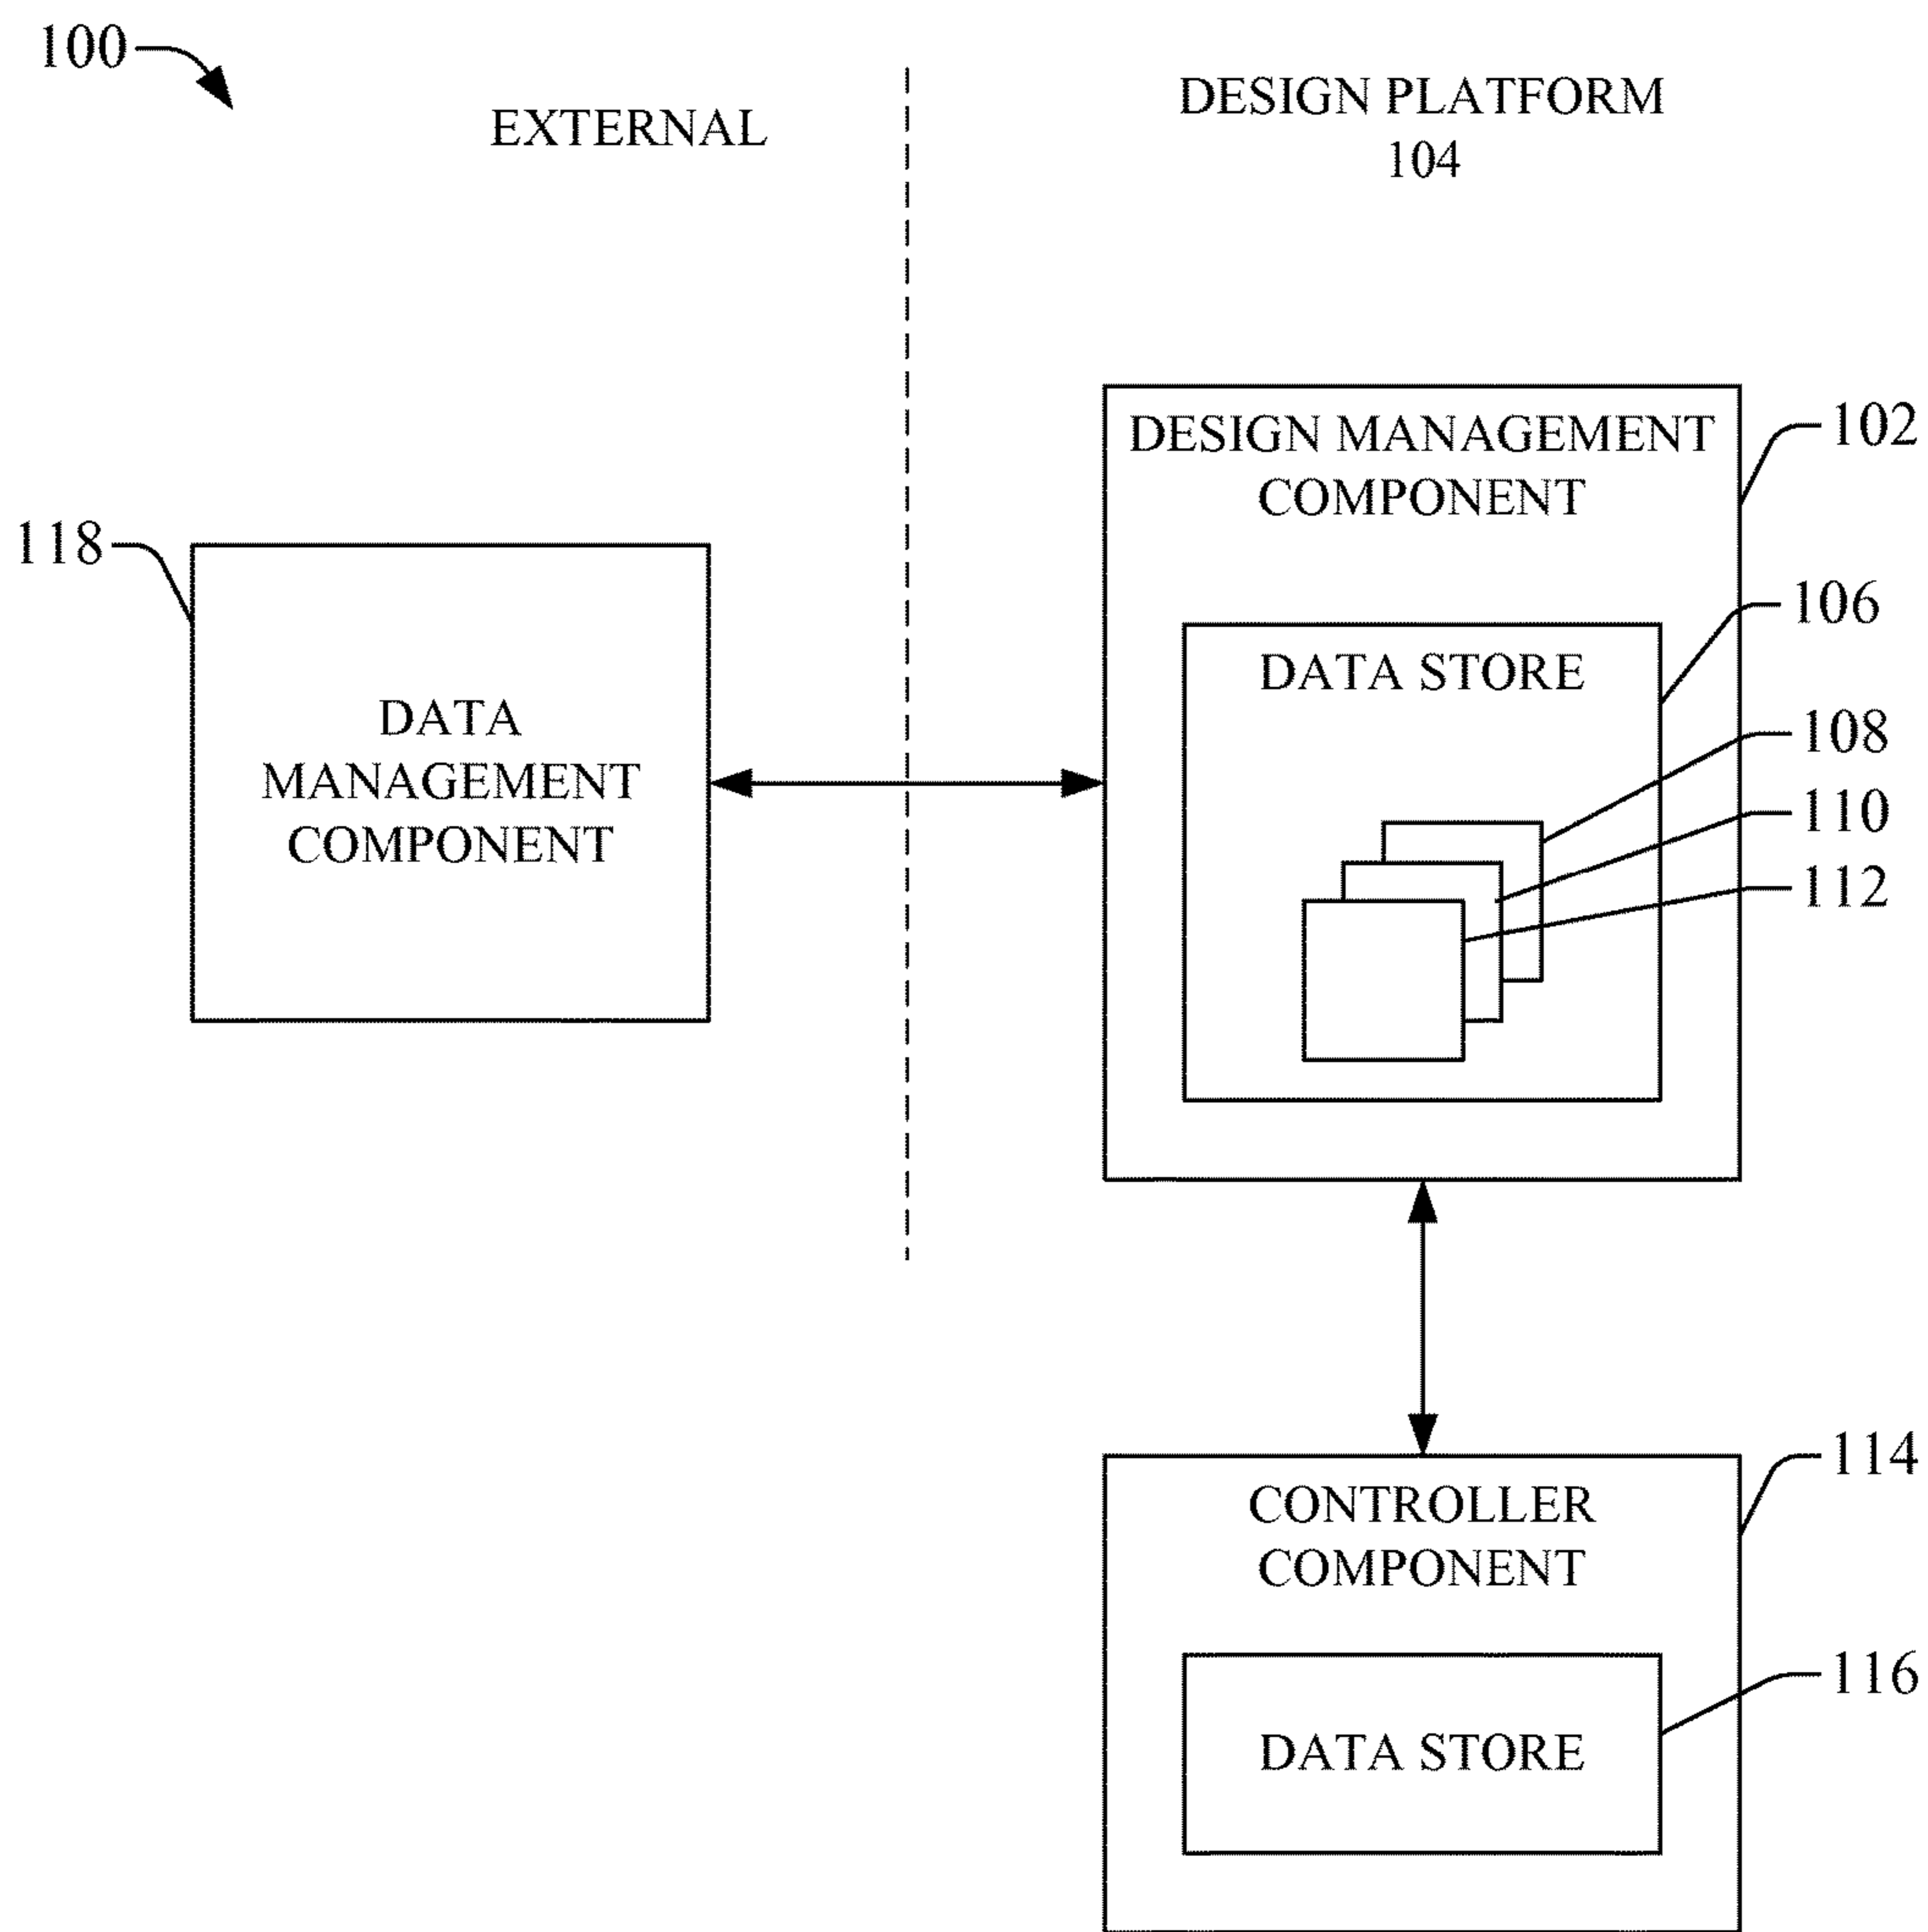 100
EXTERNAL
DESIGN PLATFORM
104
DESIGN MANAGEMENT
COMPONENT
102
118
DATA STORE
106
DATA
MANAGEMENT
COMPONENT
108
110
112
CONTROLLER
COMPONENT
114
DATA STORE
116